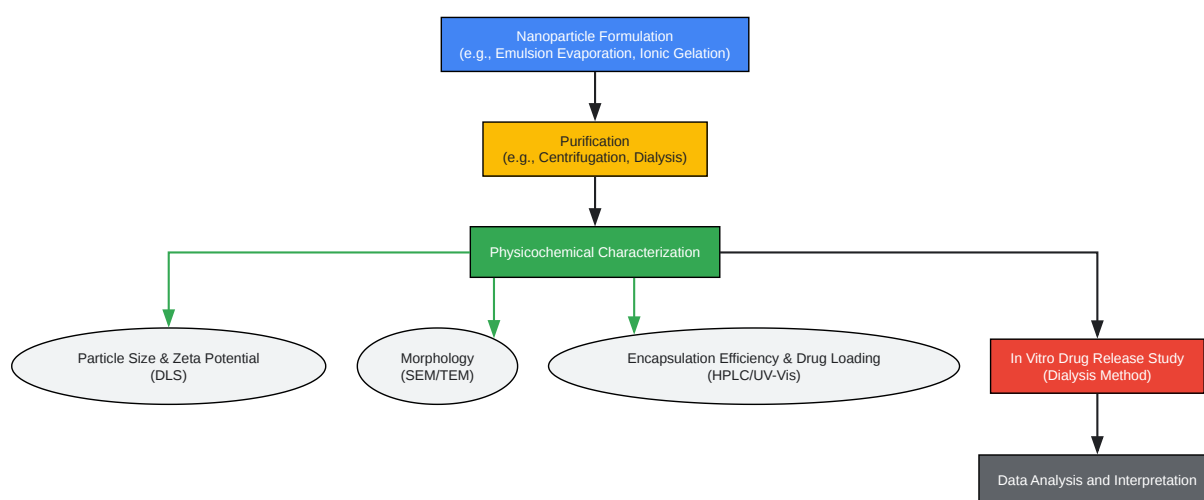 Nanoparticle Formulation
(e.g., Emulsion Evaporation, Ionic Gelation)
Purification
(e.g., Centrifugation, Dialysis)
Physicochemical Characterization
Particle Size & Zeta Potential
(DLS)
Morphology
(SEM/TEM)
Encapsulation Efficiency & Drug Loading
(HPLC/UV-Vis)
In Vitro Drug Release Study
(Dialysis Method)
Data Analysis and Interpretation